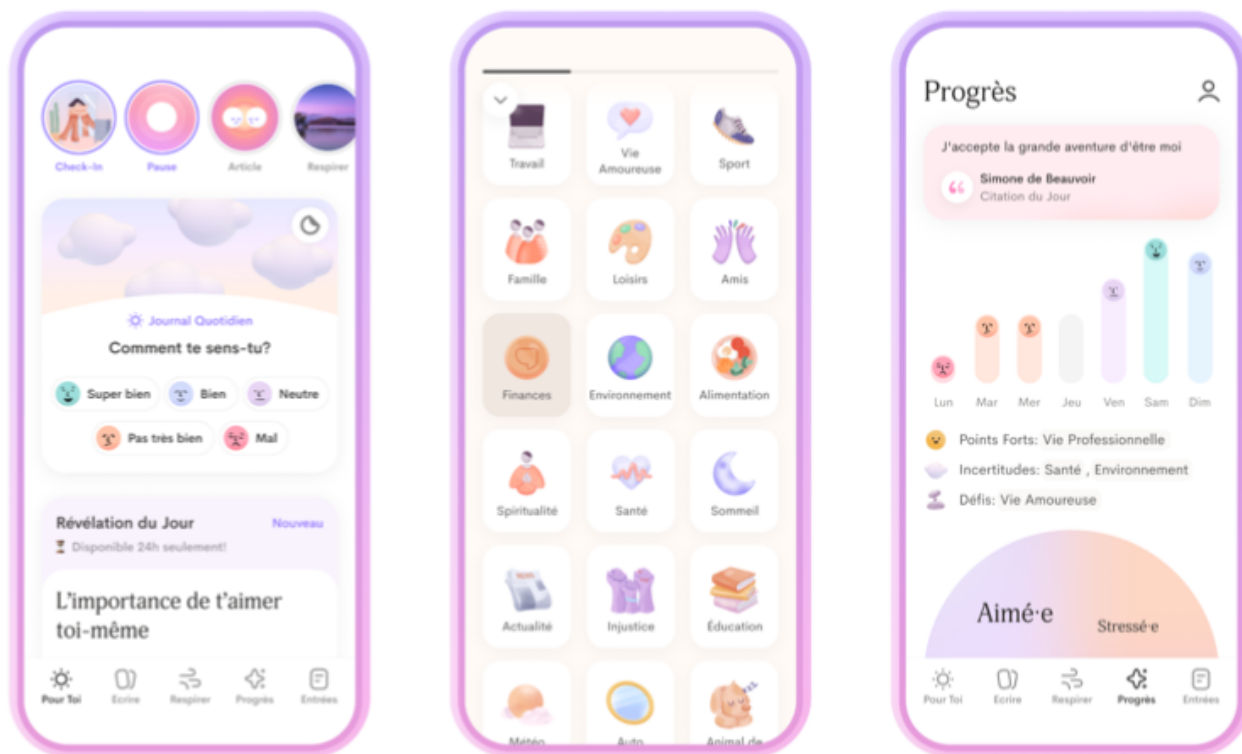 Check-In
Pause
Article
Respirer
Journal Quotidien
Comment te sens-tu?
Super bien
Bien
Neutre
Pas très bien
Mal
Révélation du Jour
Nouveau
Disponible 24h seulement!
L'importance de t'aimer
toi-même
Pour Toi
Ecrire
Respirer
Progrès
Entrées
Travail
Vie
Amoureuse
Sport
Famille
Loisirs
Amis
Finances
Environnement
Alimentation
Spiritualité
Santé
Sommeil
NEWS
Actualité
Injustice
Éducation
Météo
Auto
Animal de
Progrès
J'accepte la grande aventure d'être moi
Simone de Beauvoir
Citation du Jour
Lun
Mar
Mer
Jeu
Ven
Sam
Dim
Points Forts: Vie Professionnelle
Incertitudes: Santé , Environnement
Défis: Vie Amoureuse
Aimé·e
Stressé·e
Pour Toi
Ecrire
Respirer
Progrès
Entrées